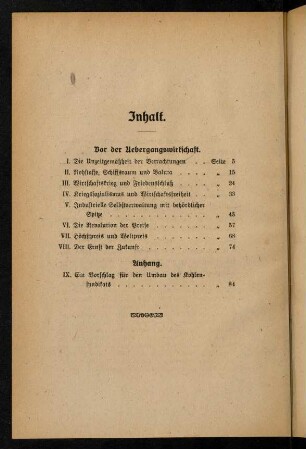 Inhalt.
Vor der Uebergangswirtschaft.
I. Die Unzeitgemäßheit der Betrachtungen . . Seite 5
II. Rohstoffe, Schiffsraum und Valuta . . . „ 15
III. Wirtschaftskrieg und Friedensschluß . . . „ 24
IV. Kriegssozialismus und Wirtschaftsfreiheit . „ 33
V. Industrielle Selbstverwaltung mit behördlicher
Spitze . . . . . . . . . . . „ 45
VI. Die Regulation der Preise . . . . . „ 57
VII. Höchstpreis und Weltpreis . . . . . „ 68
VIII. Der Ernst der Zukunft . . . . . . „ 74
Anhang.
IX. Ein Vorschlag für den Umbau des Kohlen-
syndikats . . . . . . . . . . „ 84